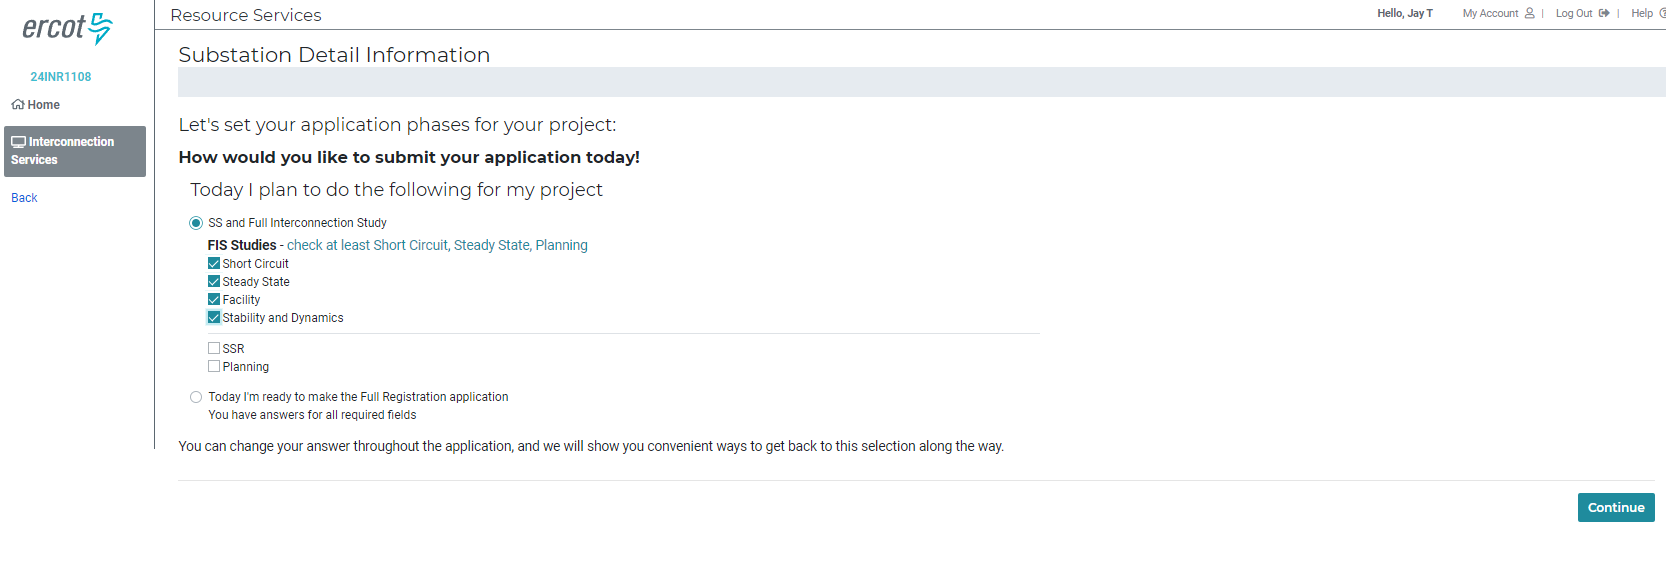 ercot
Resource Services
Hello, Jay T
My Account | Log Out | Help
24INR1108
Home
Interconnection
Services
Back
Substation Detail Information
Let's set your application phases for your project:
How would you like to submit your application today!
Today I plan to do the following for my project
SS and Full Interconnection Study
FIS Studies - check at least Short Circuit, Steady State, Planning
Short Circuit
Steady State
Facility
Stability and Dynamics
SSR
Planning
Today I'm ready to make the Full Registration application
You have answers for all required fields
You can change your answer throughout the application, and we will show you convenient ways to get back to this selection along the way.
Continue